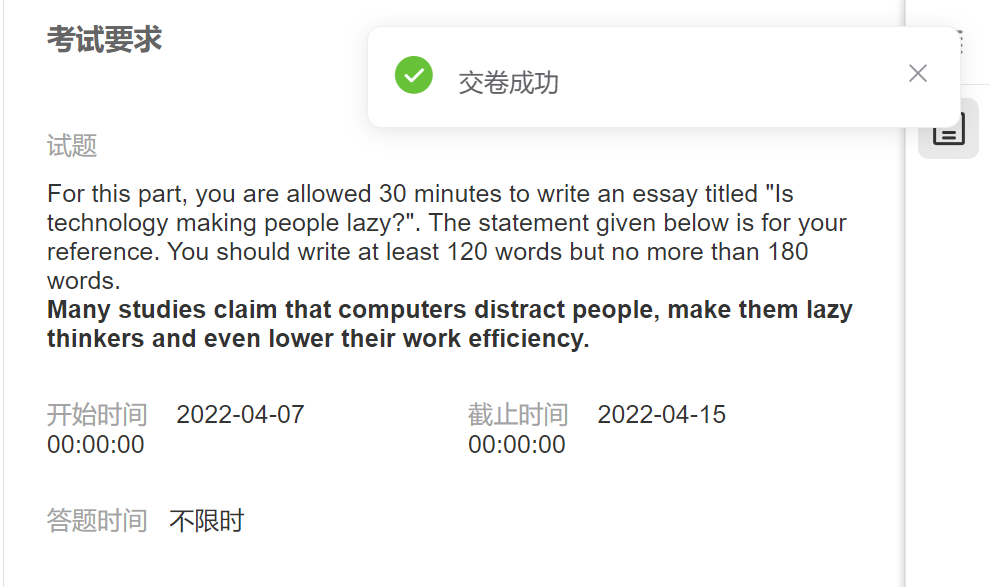 考试要求
交卷成功
试题
For this part, you are allowed 30 minutes to write an essay titled "Is
technology making people lazy?". The statement given below is for your
reference. You should write at least 120 words but no more than 180
words.
Many studies claim that computers distract people, make them lazy
thinkers and even lower their work efficiency.
开始时间 2022-04-07 截止时间 2022-04-15
00:00:00 00:00:00
答题时间 不限时